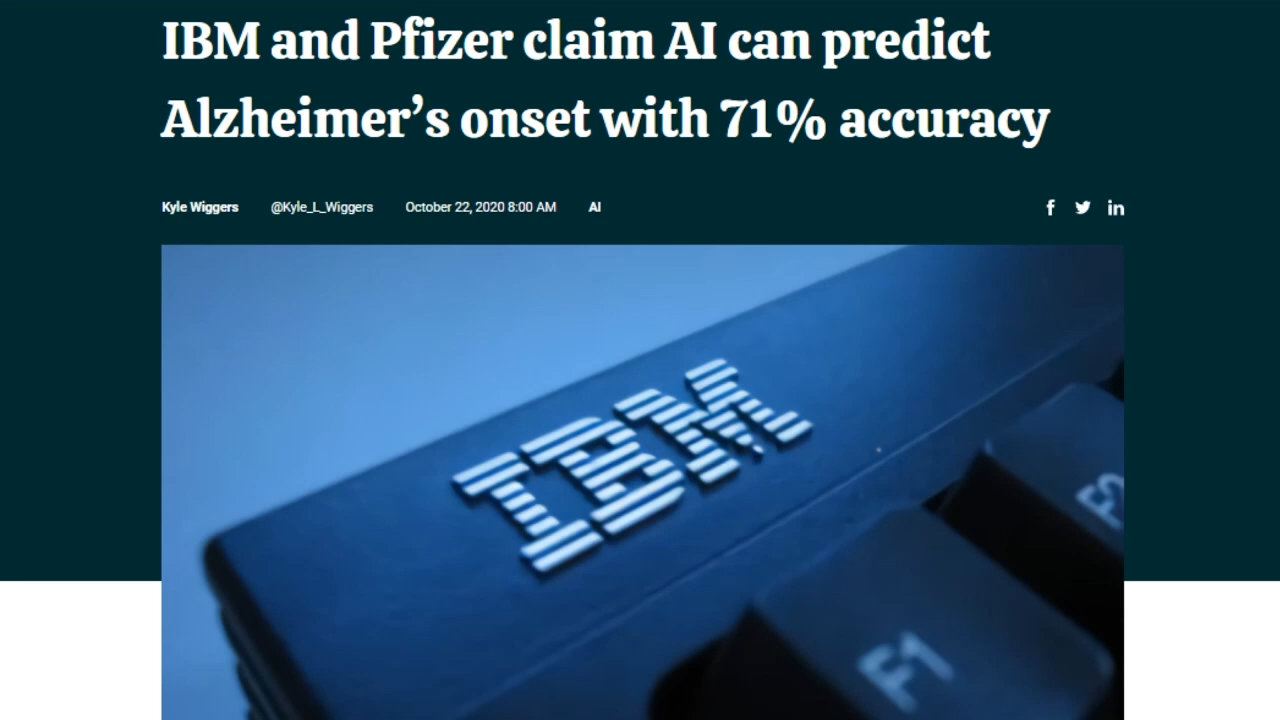 IBM and Pfizer claim AI can predict
Alzheimer’s onset with 71% accuracy
Kyle Wiggers @Kyle_L_Wiggers October 22, 2020 8:00 AM AI
IBM
F2
F1